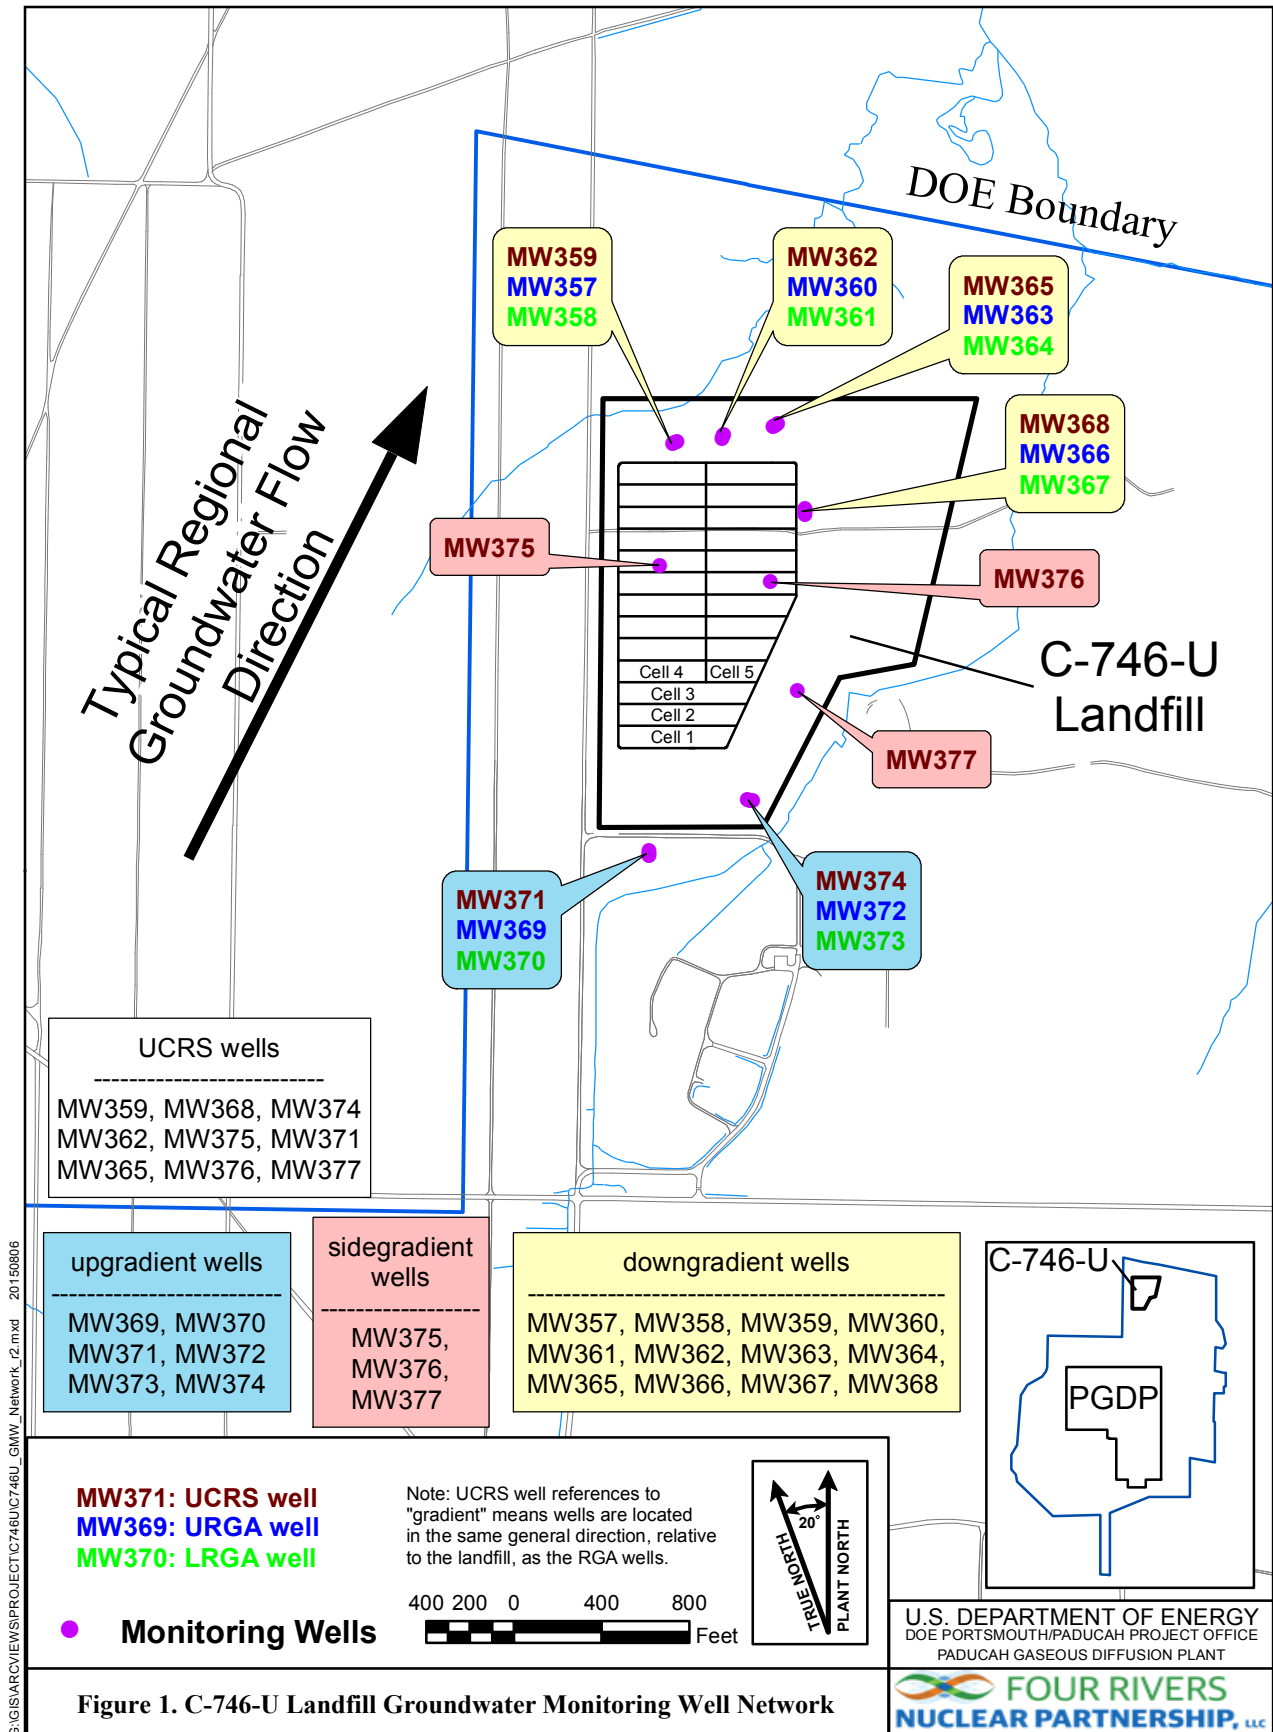 DOE Boundary
MW359
MW357
MW358
MW362
MW360
MW361
MW365
MW363
MW364
MW368
MW366
MW367
Typical Regional
Groundwater Flow
Direction
MW375
MW376
C-746-U
Landfill
Cell 4
Cell 5
Cell 3
Cell 2
Cell 1
MW377
MW371
MW369
MW370
MW374
MW372
MW373
UCRS wells
---------------------------
MW359, MW368, MW374
MW362, MW375, MW371
MW365, MW376, MW377
upgradient wells
---------------------------
MW369, MW370
MW371, MW372
MW373, MW374
sidegradient
wells
-------------------
MW375,
MW376,
MW377
downgradient wells
-------------------------------------------------
MW357, MW358, MW359, MW360,
MW361, MW362, MW363, MW364,
MW365, MW366, MW367, MW368
C-746-U
PGDP
MW371: UCRS well
MW369: URGA well
MW370: LRGA well
Monitoring Wells
Note: UCRS well references to
"gradient" means wells are located
in the same general direction, relative
to the landfill, as the RGA wells.
400 200 0 400 800
Feet
20°
TRUE NORTH
PLANT NORTH
U.S. DEPARTMENT OF ENERGY
DOE PORTSMOUTH/PADUCAH PROJECT OFFICE
PADUCAH GASEOUS DIFFUSION PLANT
FOUR RIVERS
NUCLEAR PARTNERSHIP, LLC
Figure 1. C-746-U Landfill Groundwater Monitoring Well Network
G:\GIS\ARCVIEWS\PROJECT\C746U\C746U_GMW_Network_r2.mxd 20150806